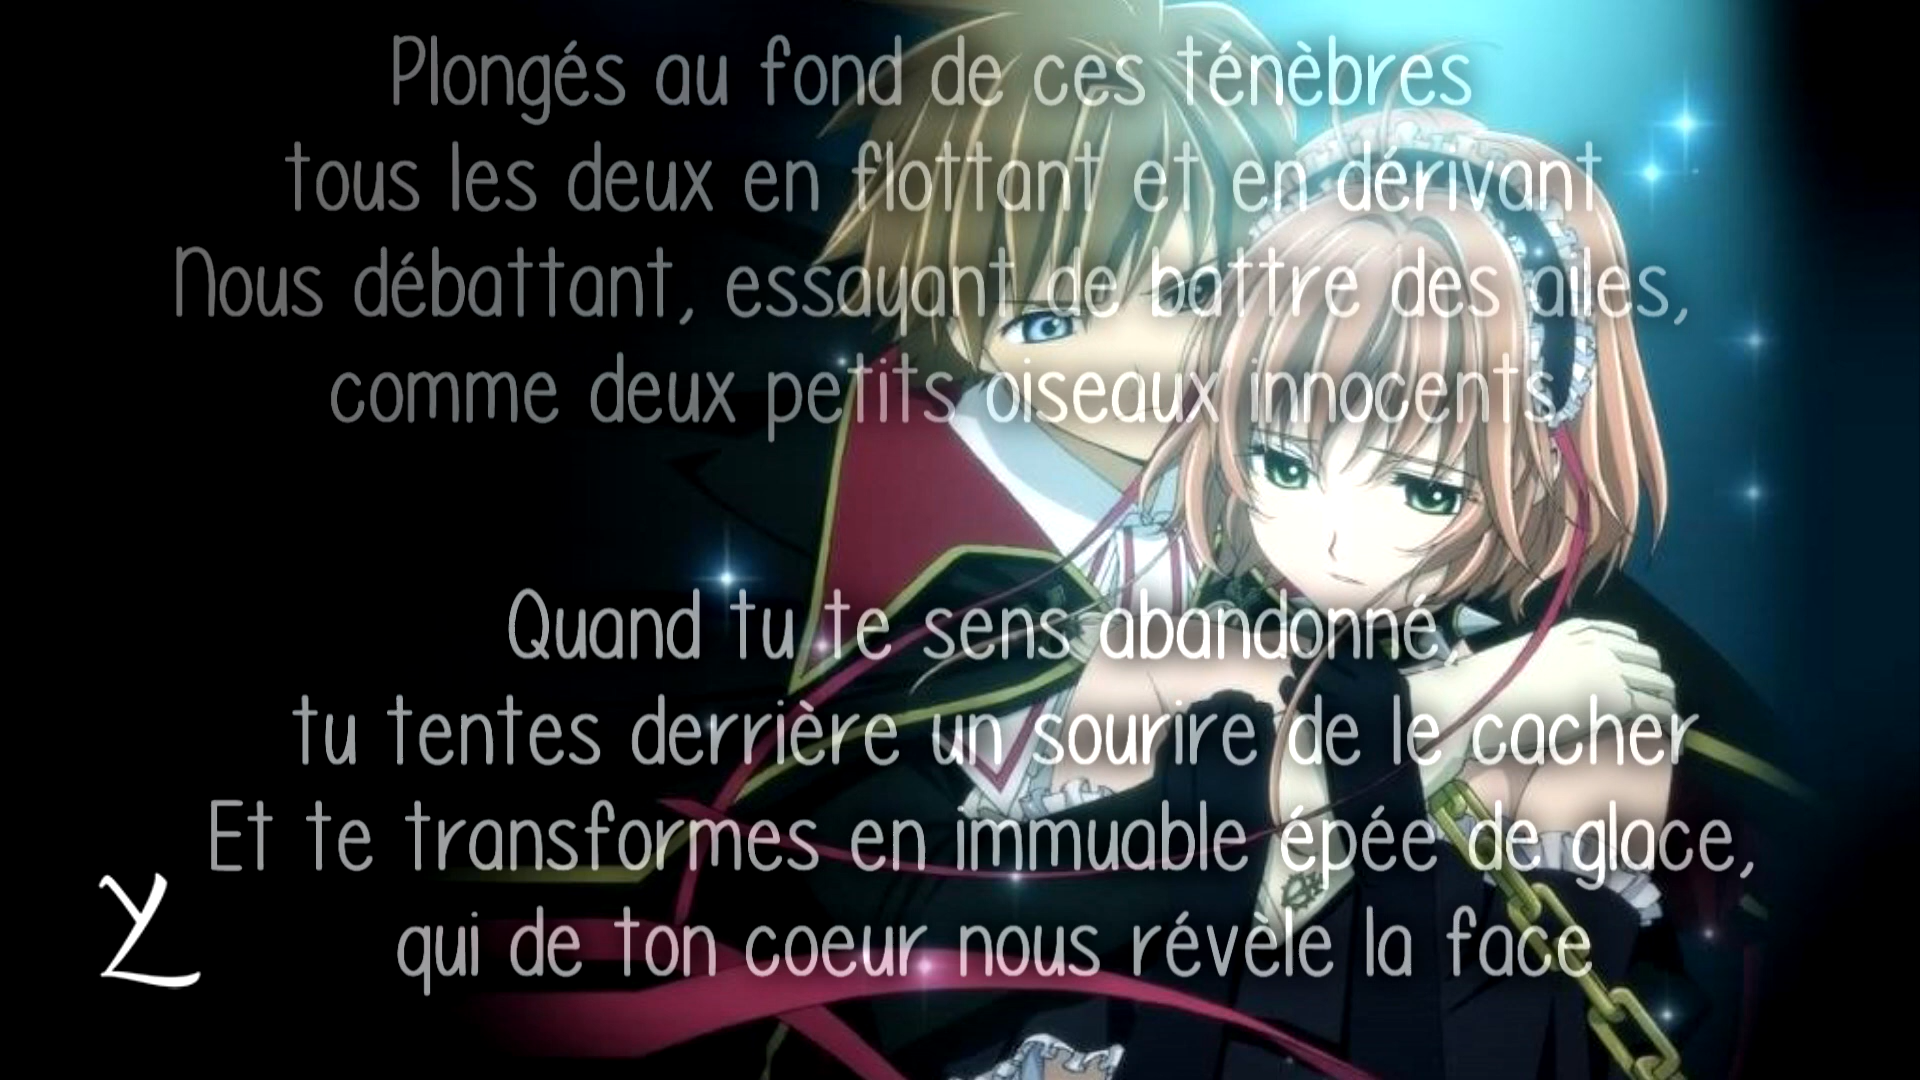 Plongés au fond de ces ténèbres
tous les deux en flottant et en dérivant
Nous débattant, essayant de battre des ailes,
comme deux petits oiseaux innocents.
Quand tu te sens abandonné,
tu tentes derrière un sourire de le cacher
Et te transformes en immuable épée de glace,
qui de ton coeur nous révèle la face